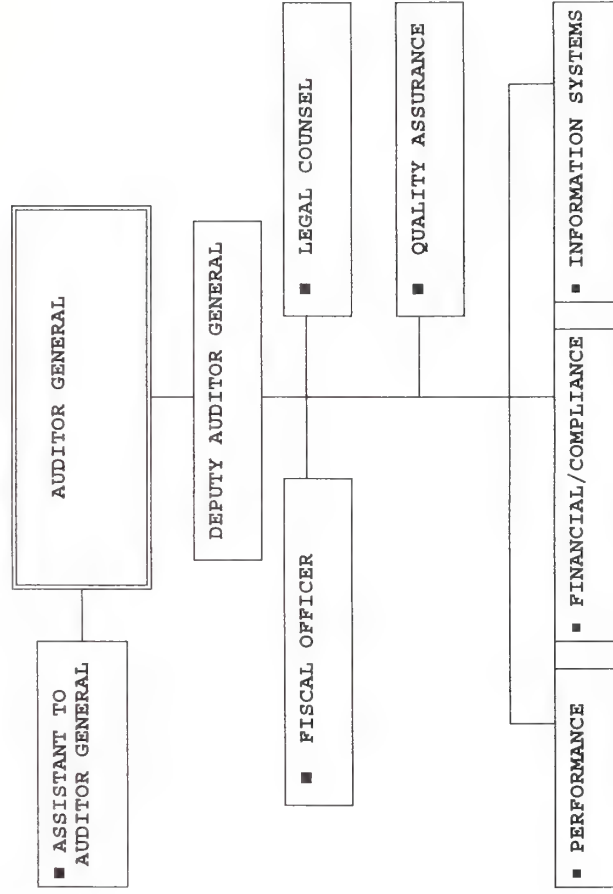 AUDITOR GENERAL
■ ASSISTANT TO
AUDITOR GENERAL
DEPUTY AUDITOR GENERAL
■ FISCAL OFFICER
■ LEGAL COUNSEL
■ QUALITY ASSURANCE
■ PERFORMANCE
■ FINANCIAL/COMPLIANCE
■ INFORMATION SYSTEMS